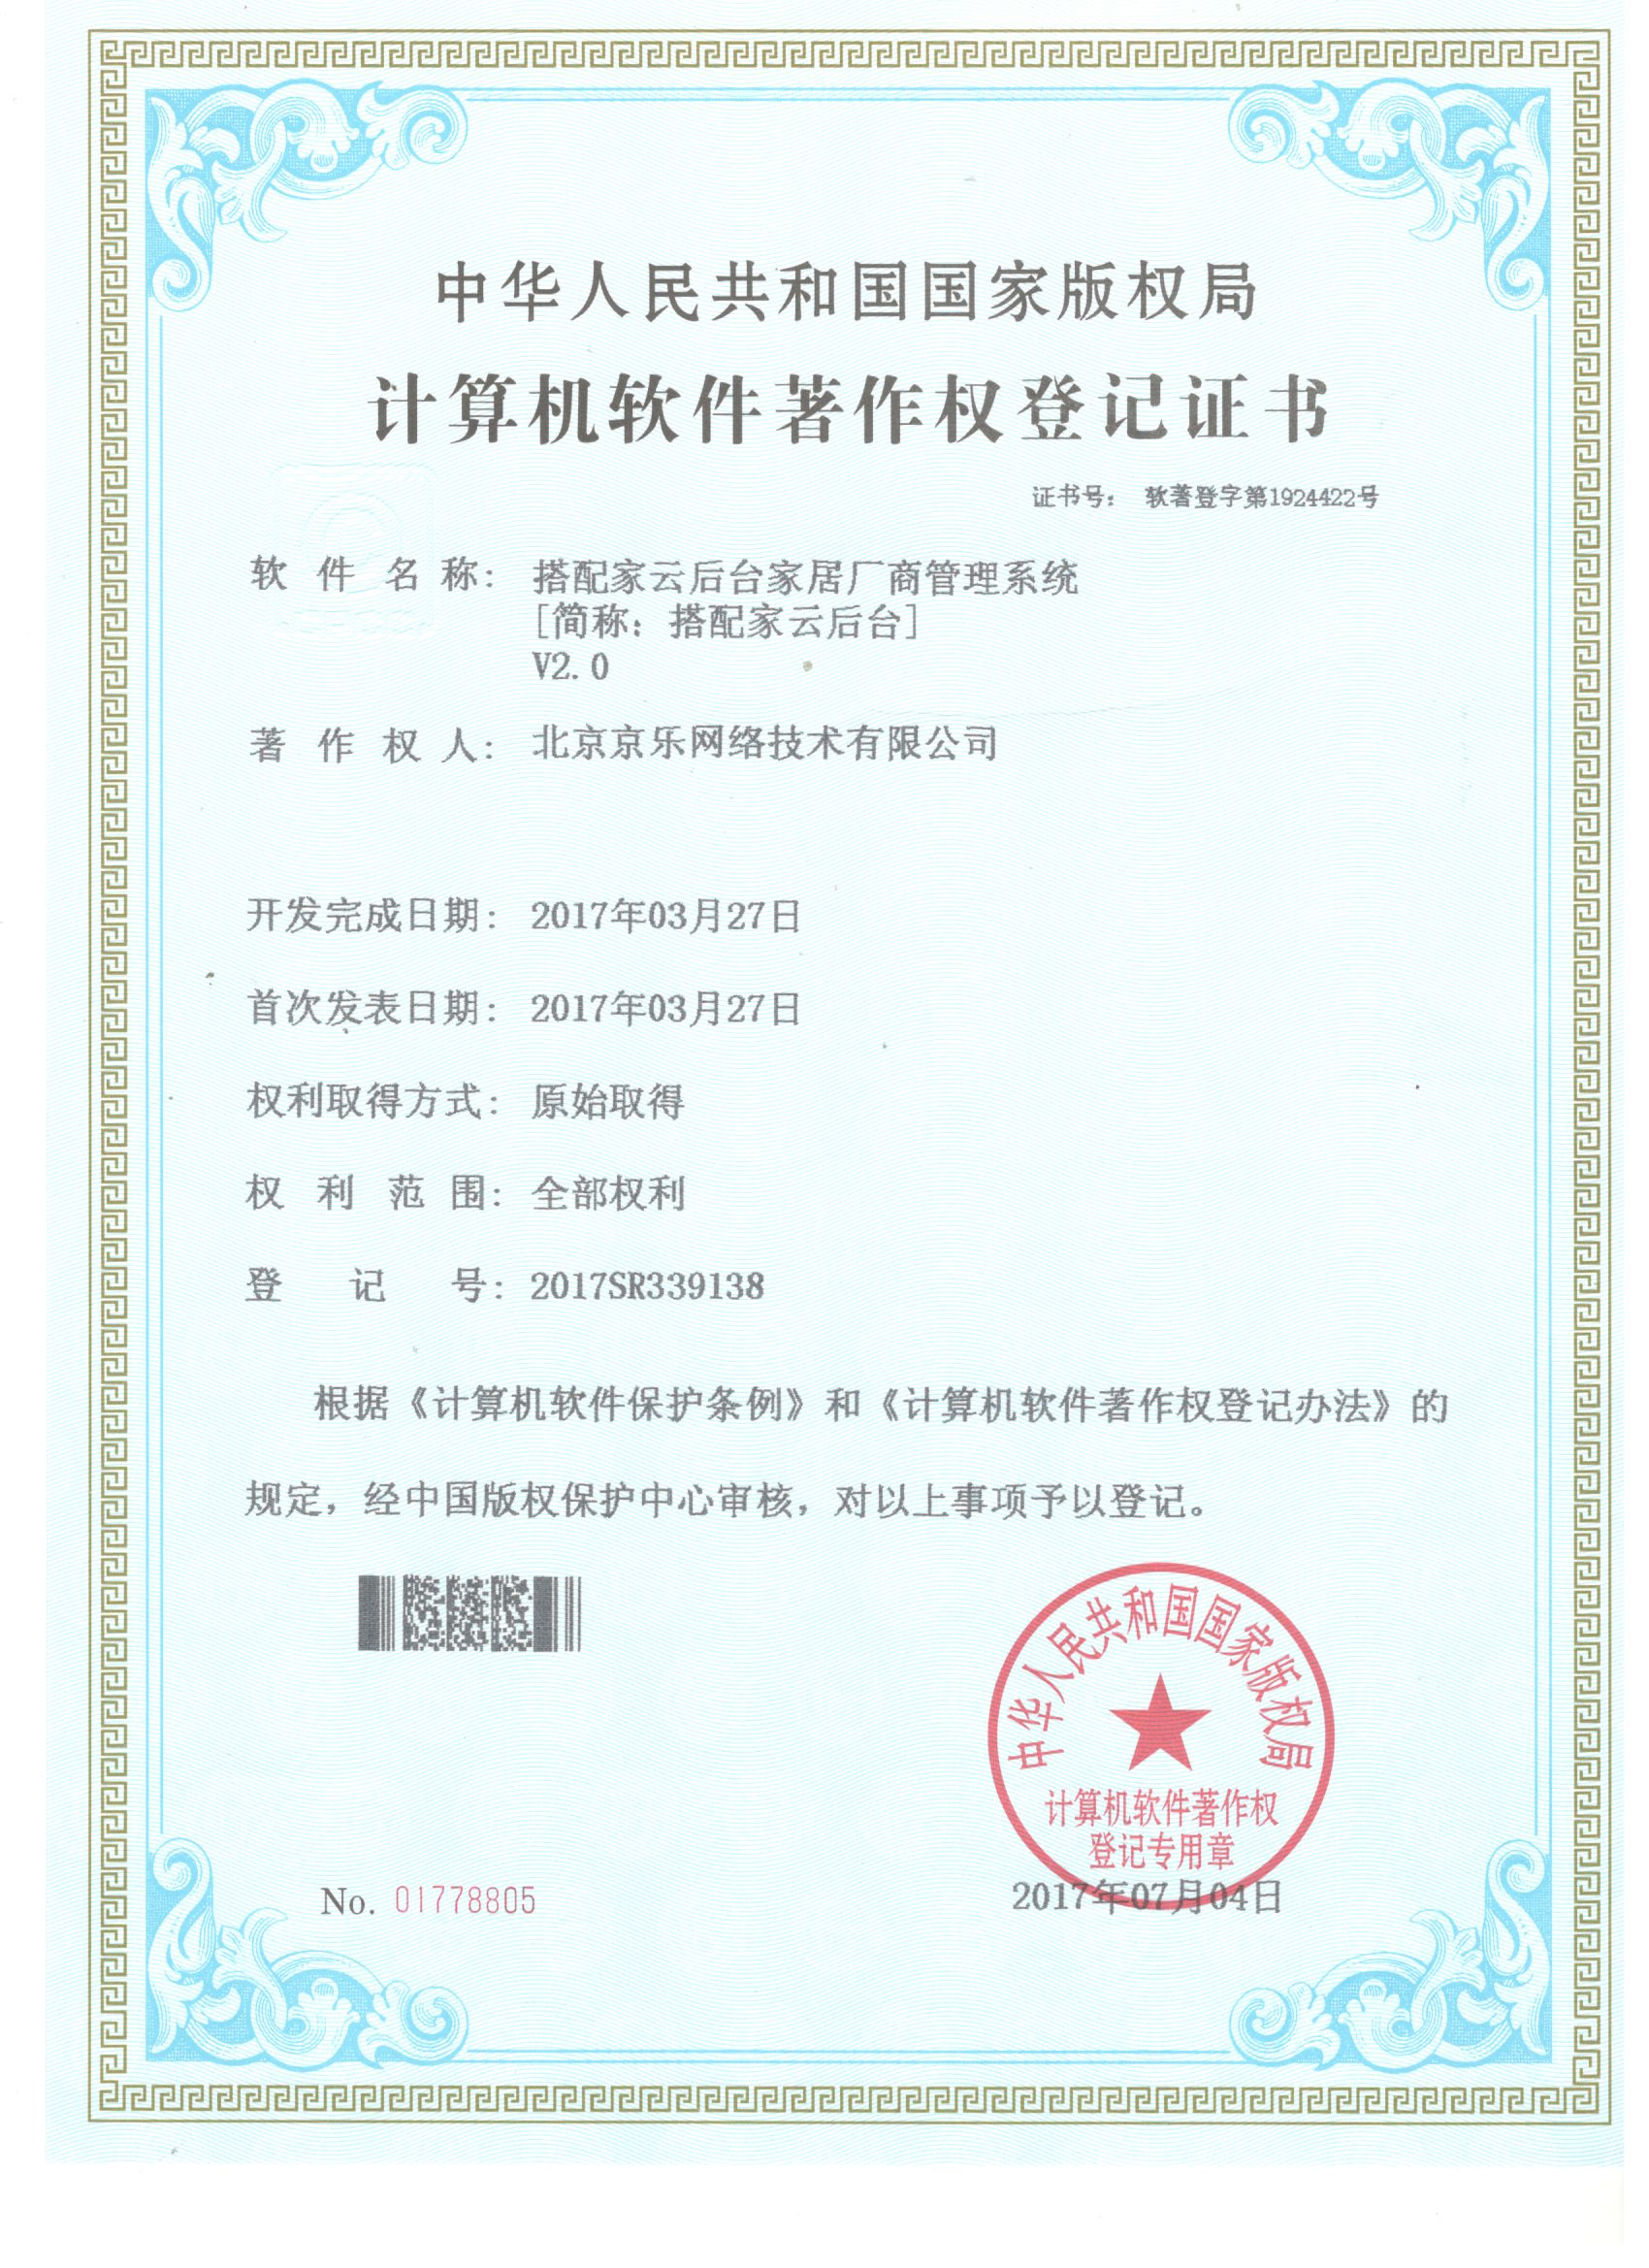 中华人民共和国国家版权局
计算机软件著作权登记证书
证书号： 软著登字第1924422号
软件名称： 搭配家云后台家居厂商管理系统
[简称：搭配家云后台]
V2.0
著作权人： 北京京乐网络技术有限公司
开发完成日期： 2017年03月27日
首次发表日期： 2017年03月27日
权利取得方式： 原始取得
权利范围： 全部权利
登记号： 2017SR339138
根据《计算机软件保护条例》和《计算机软件著作权登记办法》的
规定，经中国版权保护中心审核，对以上事项予以登记。
中华人民共和国国家版权局
计算机软件著作权
登记专用章
No. 01778805
2017年07月04日